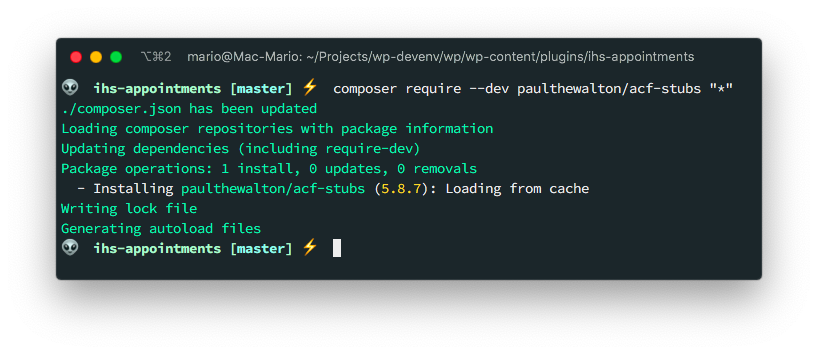 ⌥⌘2 mario@Mac-Mario: ~/Projects/wp-devenv/wp/wp-content/plugins/ihs-appointments
👽 ihs-appointments [master] ⚡ composer require --dev paulthewalton/acf-stubs "*"
./composer.json has been updated
Loading composer repositories with package information
Updating dependencies (including require-dev)
Package operations: 1 install, 0 updates, 0 removals
  - Installing paulthewalton/acf-stubs (5.8.7): Loading from cache
Writing lock file
Generating autoload files
👽 ihs-appointments [master] ⚡